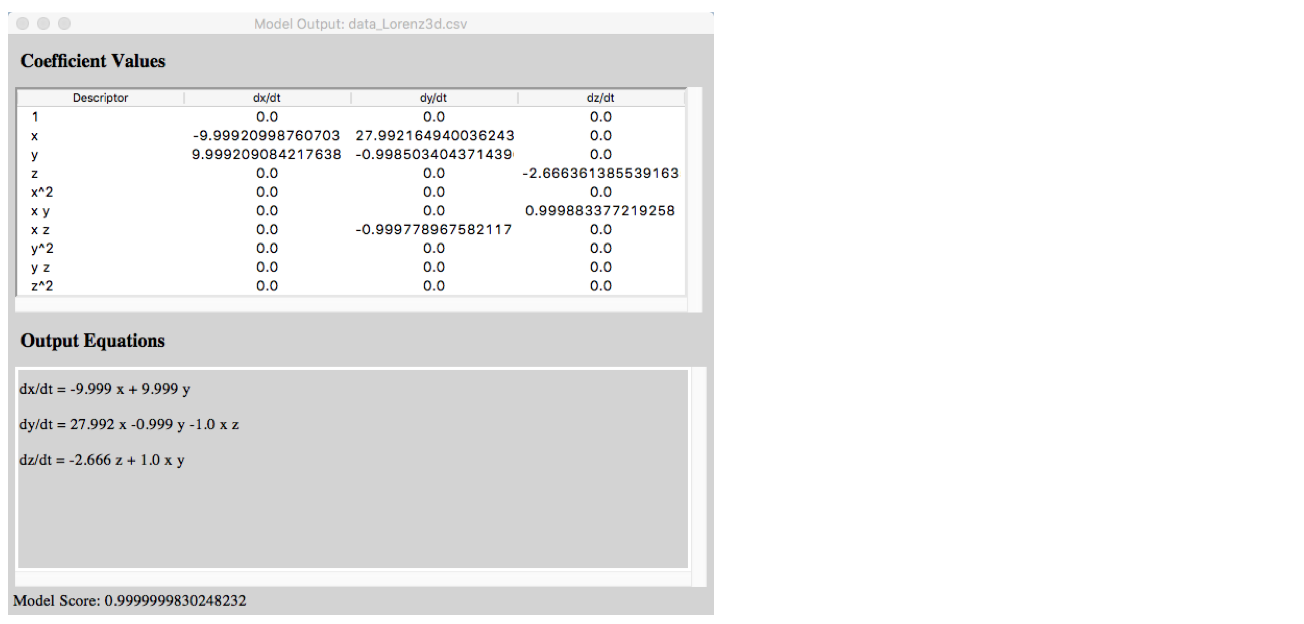 Model Output: data_Lorenz3d.csv
Coefficient Values
Descriptor dx/dt dy/dt dz/dt
1 0.0 0.0 0.0
x -9.99920998760703 27.992164940036243 0.0
y 9.999209084217638 -0.998503404371439 0.0
z 0.0 0.0 -2.666361385539163
x^2 0.0 0.0 0.0
x y 0.0 0.0 0.999883377219258
x z 0.0 -0.999778967582117 0.0
y^2 0.0 0.0 0.0
y z 0.0 0.0 0.0
z^2 0.0 0.0 0.0
Output Equations
dx/dt = -9.999 x + 9.999 y
dy/dt = 27.992 x -0.999 y -1.0 x z
dz/dt = -2.666 z + 1.0 x y
Model Score: 0.9999999830248232